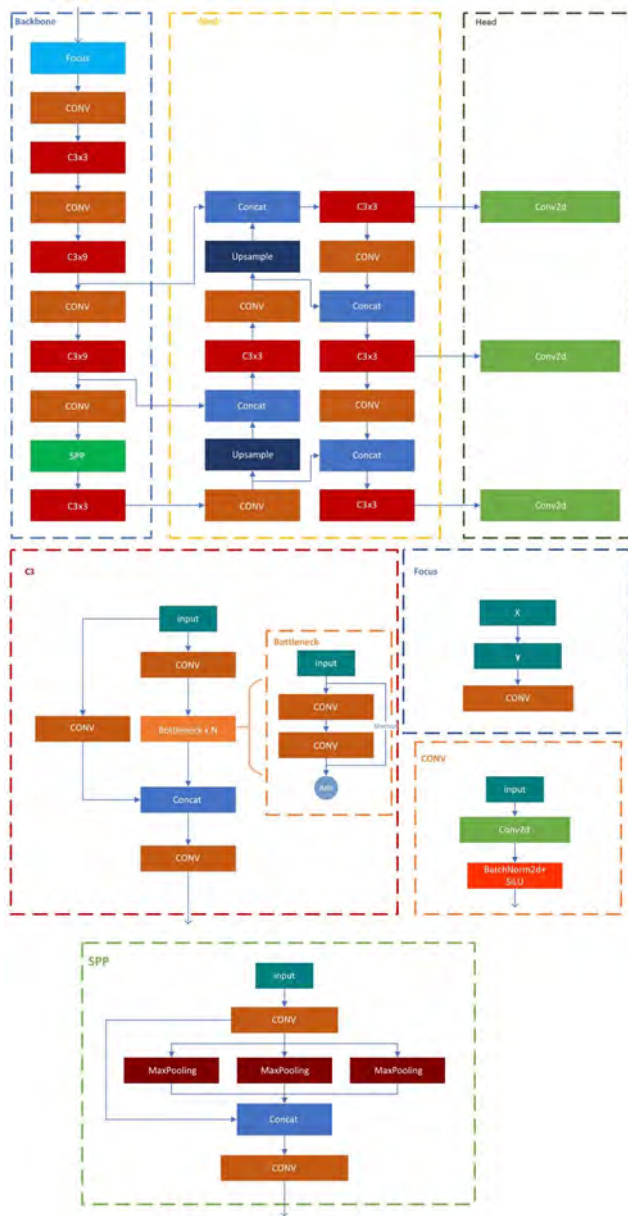 Backbone
Neck
Head
Focus
CONV
C3x3
CONV
C3x9
CONV
C3x9
CONV
SPP
C3x3
Concat
Upsample
CONV
C3x3
Concat
Upsample
CONV
C3x3
CONV
Concat
C3x3
CONV
Concat
C3x3
Conv2d
Conv2d
Conv2d
C3
input
CONV
CONV
Bottleneck x N
Concat
CONV
Bottleneck
input
CONV
CONV
Shortcut
Add
Focus
X
Y
CONV
CONV
input
Conv2d
BatchNorm2d+
SiLU
SPP
input
CONV
MaxPooling
MaxPooling
MaxPooling
Concat
CONV